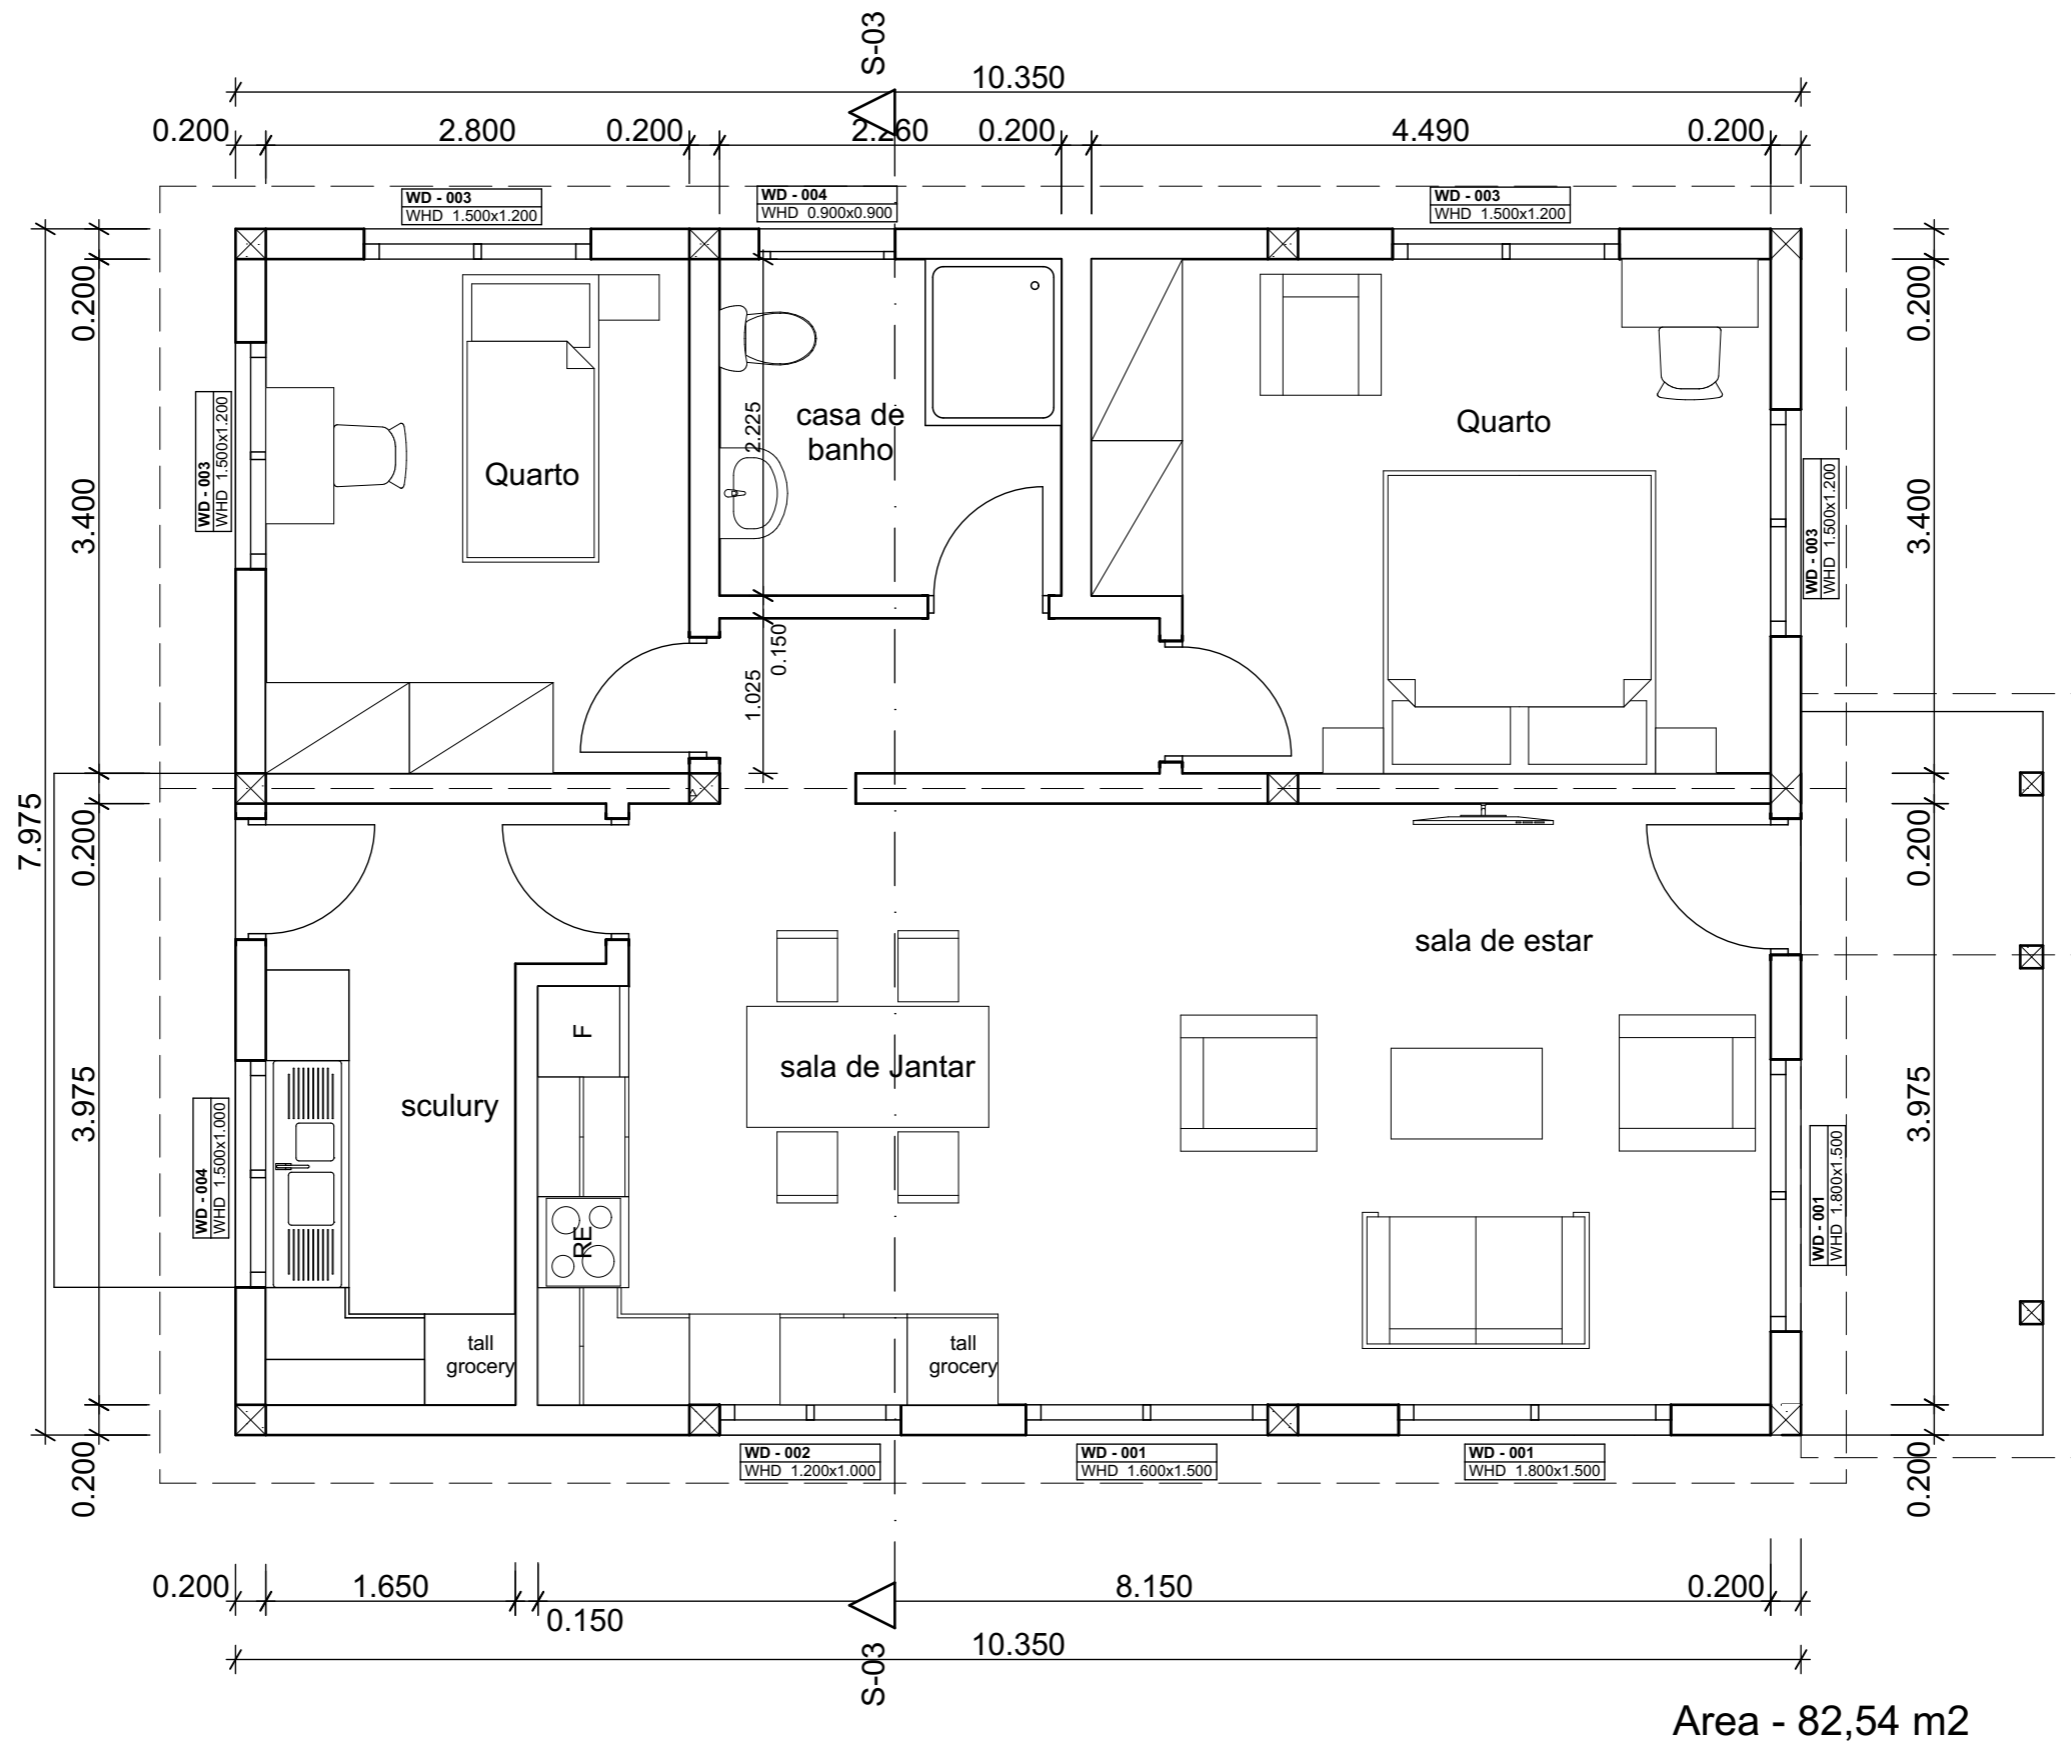 S-03
10.350
0.200 2.800 0.200 2.260 0.200 4.490 0.200
WD - 003
WHD 1.500x1.200
WD - 004
WHD 0.900x0.900
WD - 003
WHD 1.500x1.200
0.200
3.400
0.200
3.975
0.200
7.975
WD - 003
WHD 1.500x1.200
Quarto
casa de
banho
2.225
0.150
1.025
Quarto
WD - 003
WHD 1.500x1.200
0.200
3.400
0.200
3.975
0.200
sala de estar
sala de Jantar
sculury
F
RE
WD - 004
WHD 1.500x1.000
WD - 001
WHD 1.800x1.500
tall
grocery
tall
grocery
WD - 002
WHD 1.200x1.000
WD - 001
WHD 1.600x1.500
WD - 001
WHD 1.800x1.500
0.200 1.650 0.150 8.150 0.200
10.350
S-03
Area - 82,54 m2